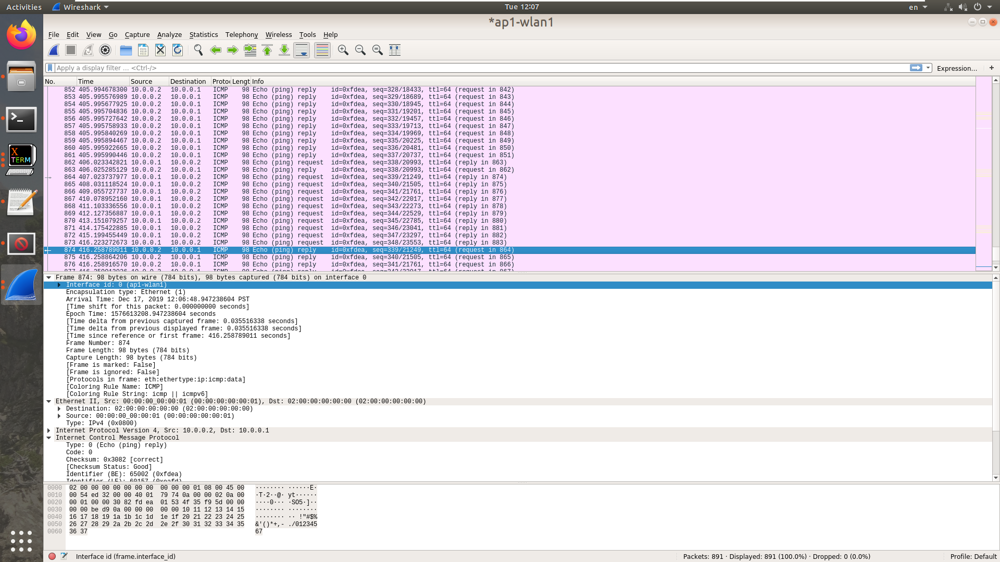 Activities Wireshark Tue 12:07 en
*ap1-wlan1
File Edit View Go Capture Analyze Statistics Telephony Wireless Tools Help
Apply a display filter … <Ctrl-/> Expression… +
No. Time Source Destination Protoc Lengt Info
852 405.994678300 10.0.0.2 10.0.0.1 ICMP 98 Echo (ping) reply id=0xfdea, seq=328/18433, ttl=64 (request in 842)
853 405.995576989 10.0.0.2 10.0.0.1 ICMP 98 Echo (ping) reply id=0xfdea, seq=329/18689, ttl=64 (request in 843)
854 405.995677925 10.0.0.2 10.0.0.1 ICMP 98 Echo (ping) reply id=0xfdea, seq=330/18945, ttl=64 (request in 844)
855 405.995704836 10.0.0.2 10.0.0.1 ICMP 98 Echo (ping) reply id=0xfdea, seq=331/19201, ttl=64 (request in 845)
856 405.995727642 10.0.0.2 10.0.0.1 ICMP 98 Echo (ping) reply id=0xfdea, seq=332/19457, ttl=64 (request in 846)
857 405.995758933 10.0.0.2 10.0.0.1 ICMP 98 Echo (ping) reply id=0xfdea, seq=333/19713, ttl=64 (request in 847)
858 405.995840269 10.0.0.2 10.0.0.1 ICMP 98 Echo (ping) reply id=0xfdea, seq=334/19969, ttl=64 (request in 848)
859 405.995894467 10.0.0.2 10.0.0.1 ICMP 98 Echo (ping) reply id=0xfdea, seq=335/20225, ttl=64 (request in 849)
860 405.995922665 10.0.0.2 10.0.0.1 ICMP 98 Echo (ping) reply id=0xfdea, seq=336/20481, ttl=64 (request in 850)
861 405.995990446 10.0.0.2 10.0.0.1 ICMP 98 Echo (ping) reply id=0xfdea, seq=337/20737, ttl=64 (request in 851)
862 406.023342821 10.0.0.1 10.0.0.2 ICMP 98 Echo (ping) request id=0xfdea, seq=338/20993, ttl=64 (reply in 863)
863 406.025285129 10.0.0.2 10.0.0.1 ICMP 98 Echo (ping) reply id=0xfdea, seq=338/20993, ttl=64 (request in 862)
864 407.023737977 10.0.0.1 10.0.0.2 ICMP 98 Echo (ping) request id=0xfdea, seq=339/21249, ttl=64 (reply in 874)
865 408.031118524 10.0.0.1 10.0.0.2 ICMP 98 Echo (ping) request id=0xfdea, seq=340/21505, ttl=64 (reply in 875)
866 409.055727737 10.0.0.1 10.0.0.2 ICMP 98 Echo (ping) request id=0xfdea, seq=341/21761, ttl=64 (reply in 876)
867 410.078952160 10.0.0.1 10.0.0.2 ICMP 98 Echo (ping) request id=0xfdea, seq=342/22017, ttl=64 (reply in 877)
868 411.103336556 10.0.0.1 10.0.0.2 ICMP 98 Echo (ping) request id=0xfdea, seq=343/22273, ttl=64 (reply in 878)
869 412.127356887 10.0.0.1 10.0.0.2 ICMP 98 Echo (ping) request id=0xfdea, seq=344/22529, ttl=64 (reply in 879)
870 413.151079257 10.0.0.1 10.0.0.2 ICMP 98 Echo (ping) request id=0xfdea, seq=345/22785, ttl=64 (reply in 880)
871 414.175422885 10.0.0.1 10.0.0.2 ICMP 98 Echo (ping) request id=0xfdea, seq=346/23041, ttl=64 (reply in 881)
872 415.199455449 10.0.0.1 10.0.0.2 ICMP 98 Echo (ping) request id=0xfdea, seq=347/23297, ttl=64 (reply in 882)
873 416.223272673 10.0.0.1 10.0.0.2 ICMP 98 Echo (ping) request id=0xfdea, seq=348/23553, ttl=64 (reply in 883)
874 416.258789011 10.0.0.2 10.0.0.1 ICMP 98 Echo (ping) reply id=0xfdea, seq=339/21249, ttl=64 (request in 864)
875 416.258864206 10.0.0.2 10.0.0.1 ICMP 98 Echo (ping) reply id=0xfdea, seq=340/21505, ttl=64 (request in 865)
876 416.258916570 10.0.0.2 10.0.0.1 ICMP 98 Echo (ping) reply id=0xfdea, seq=341/21761, ttl=64 (request in 866)
X TERM
Frame 874: 98 bytes on wire (784 bits), 98 bytes captured (784 bits) on interface 0
Interface id: 0 (ap1-wlan1)
Encapsulation type: Ethernet (1)
Arrival Time: Dec 17, 2019 12:06:48.947238604 PST
[Time shift for this packet: 0.000000000 seconds]
Epoch Time: 1576613208.947238604 seconds
[Time delta from previous captured frame: 0.035516338 seconds]
[Time delta from previous displayed frame: 0.035516338 seconds]
[Time since reference or first frame: 416.258789011 seconds]
Frame Number: 874
Frame Length: 98 bytes (784 bits)
Capture Length: 98 bytes (784 bits)
[Frame is marked: False]
[Frame is ignored: False]
[Protocols in frame: eth:ethertype:ip:icmp:data]
[Coloring Rule Name: ICMP]
[Coloring Rule String: icmp || icmpv6]
Ethernet II, Src: 00:00:00_00:00:01 (00:00:00:00:00:01), Dst: 02:00:00:00:00:00 (02:00:00:00:00:00)
Destination: 02:00:00:00:00:00 (02:00:00:00:00:00)
Source: 00:00:00_00:00:01 (00:00:00:00:00:01)
Type: IPv4 (0x0800)
Internet Protocol Version 4, Src: 10.0.0.2, Dst: 10.0.0.1
Internet Control Message Protocol
Type: 0 (Echo (ping) reply)
Code: 0
Checksum: 0x3082 [correct]
[Checksum Status: Good]
Identifier (BE): 65002 (0xfdea)
Identifier (LE): 60157 (0xeafd)
0000 02 00 00 00 00 00 00 00 00 00 00 01 08 00 45 00 ········ ······E·
0010 00 54 ed 32 00 00 40 01 79 74 0a 00 00 02 0a 00 ·T·2··@· yt······
0020 00 01 00 00 30 82 fd ea 01 53 4f 35 f9 5d 00 00 ····0··· ·SO5·]··
0030 00 00 be d9 0a 00 00 00 00 00 10 11 12 13 14 15 ········ ········
0040 16 17 18 19 1a 1b 1c 1d 1e 1f 20 21 22 23 24 25 ········ ·· !"#$%
0050 26 27 28 29 2a 2b 2c 2d 2e 2f 30 31 32 33 34 35 &'()*+,- ./012345
0060 36 37 67
Interface id (frame.interface_id) Packets: 891 · Displayed: 891 (100.0%) · Dropped: 0 (0.0%) Profile: Default